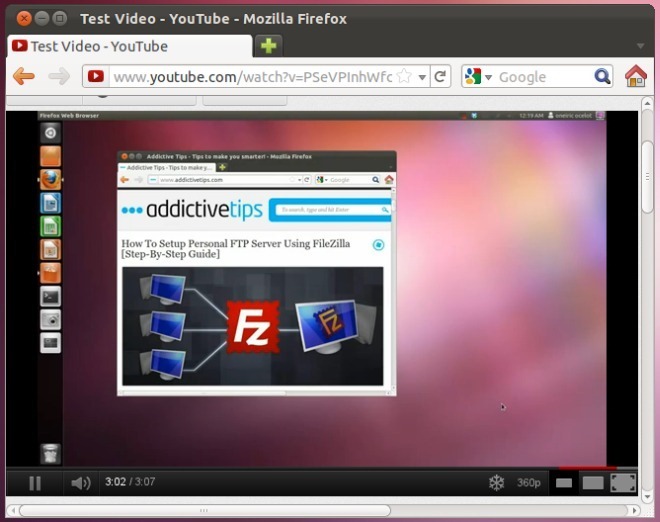 Test Video - YouTube - Mozilla Firefox
Test Video - YouTube
www.youtube.com/watch?v=PSeVPInhWfc
Google
Firefox Web Browser
12:19 AM
Addictive Tips - Tips to make you smarter! - Mozilla Firefox
Addictive Tips - Tips to make y...
www.addictivetips.com
Google
addictivetips
To search, type and hit Enter
How To Setup Personal FTP Server Using FileZilla
[Step-By-Step Guide]
Fz
Fz
3:02 / 3:07
360p